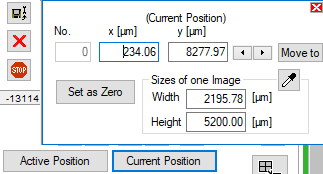 (Current Position)
No. x [µm] y [µm]
0 234.06 8277.97 Move to
Set as Zero
Sizes of one Image
Width 2195.78 [µm]
Height 5200.00 [µm]
STOP
-13114
Active Position Current Position